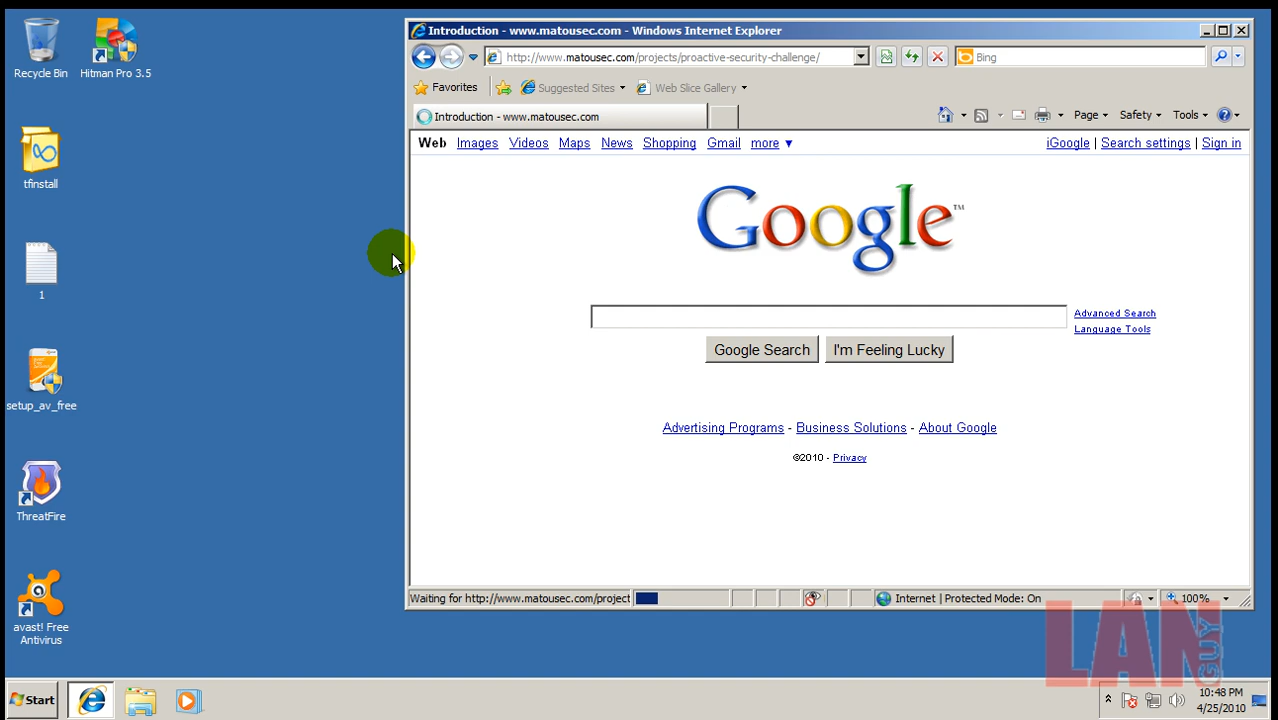 Recycle Bin
Hitman Pro 3.5
tfinstall
1
setup_av_free
ThreatFire
avast! Free
Antivirus
Introduction - www.matousec.com - Windows Internet Explorer
http://www.matousec.com/projects/proactive-security-challenge/
Bing
Favorites
Suggested Sites
Web Slice Gallery
Introduction - www.matousec.com
Page
Safety
Tools
Web Images Videos Maps News Shopping Gmail more ▼
iGoogle | Search settings | Sign in
Google™
Advanced Search
Language Tools
Google Search
I'm Feeling Lucky
Advertising Programs - Business Solutions - About Google
©2010 - Privacy
Waiting for http://www.matousec.com/project
Internet | Protected Mode: On
100%
LAN
GUY
Start
10:48 PM
4/25/2010